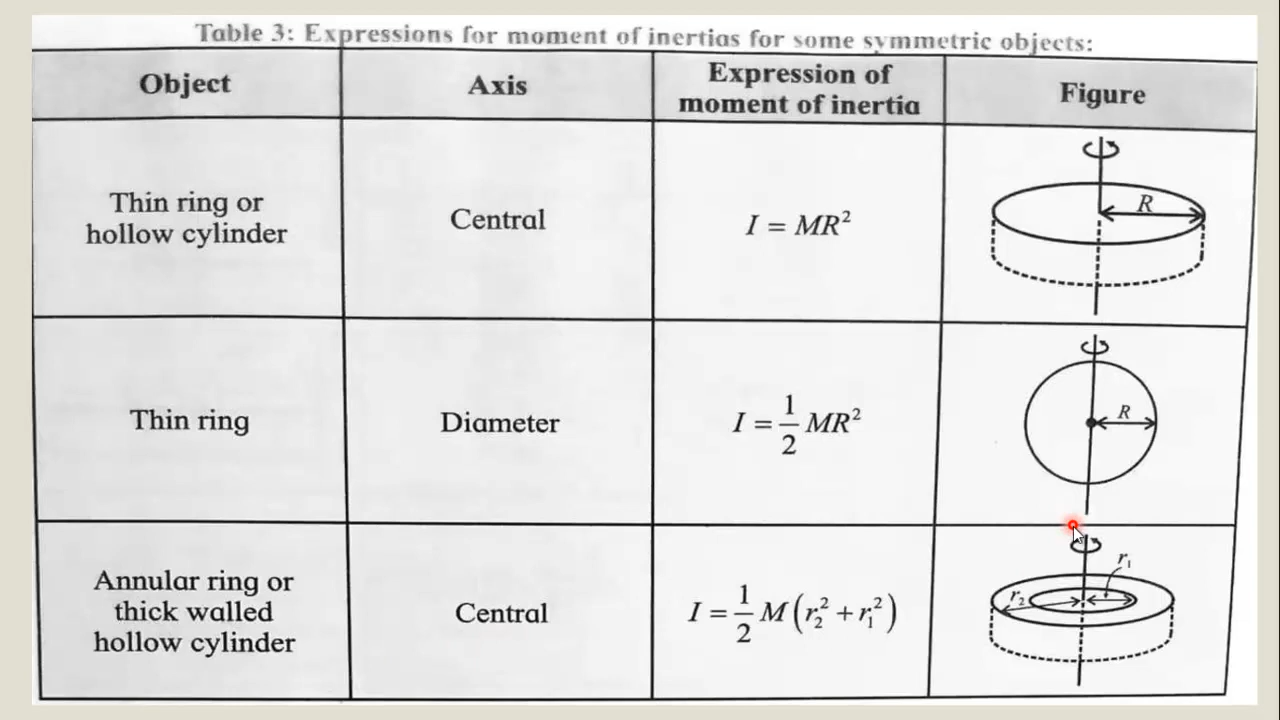 Table 3: Expressions for moment of inertias for some symmetric objects:
Object
Axis
Expression of
moment of inertia
Figure
Thin ring or
hollow cylinder
Central
I = MR²
R
Thin ring
Diameter
I = 1/2 MR²
R
Annular ring or
thick walled
hollow cylinder
Central
I = 1/2 M(r₂² + r₁²)
r₁
r₂